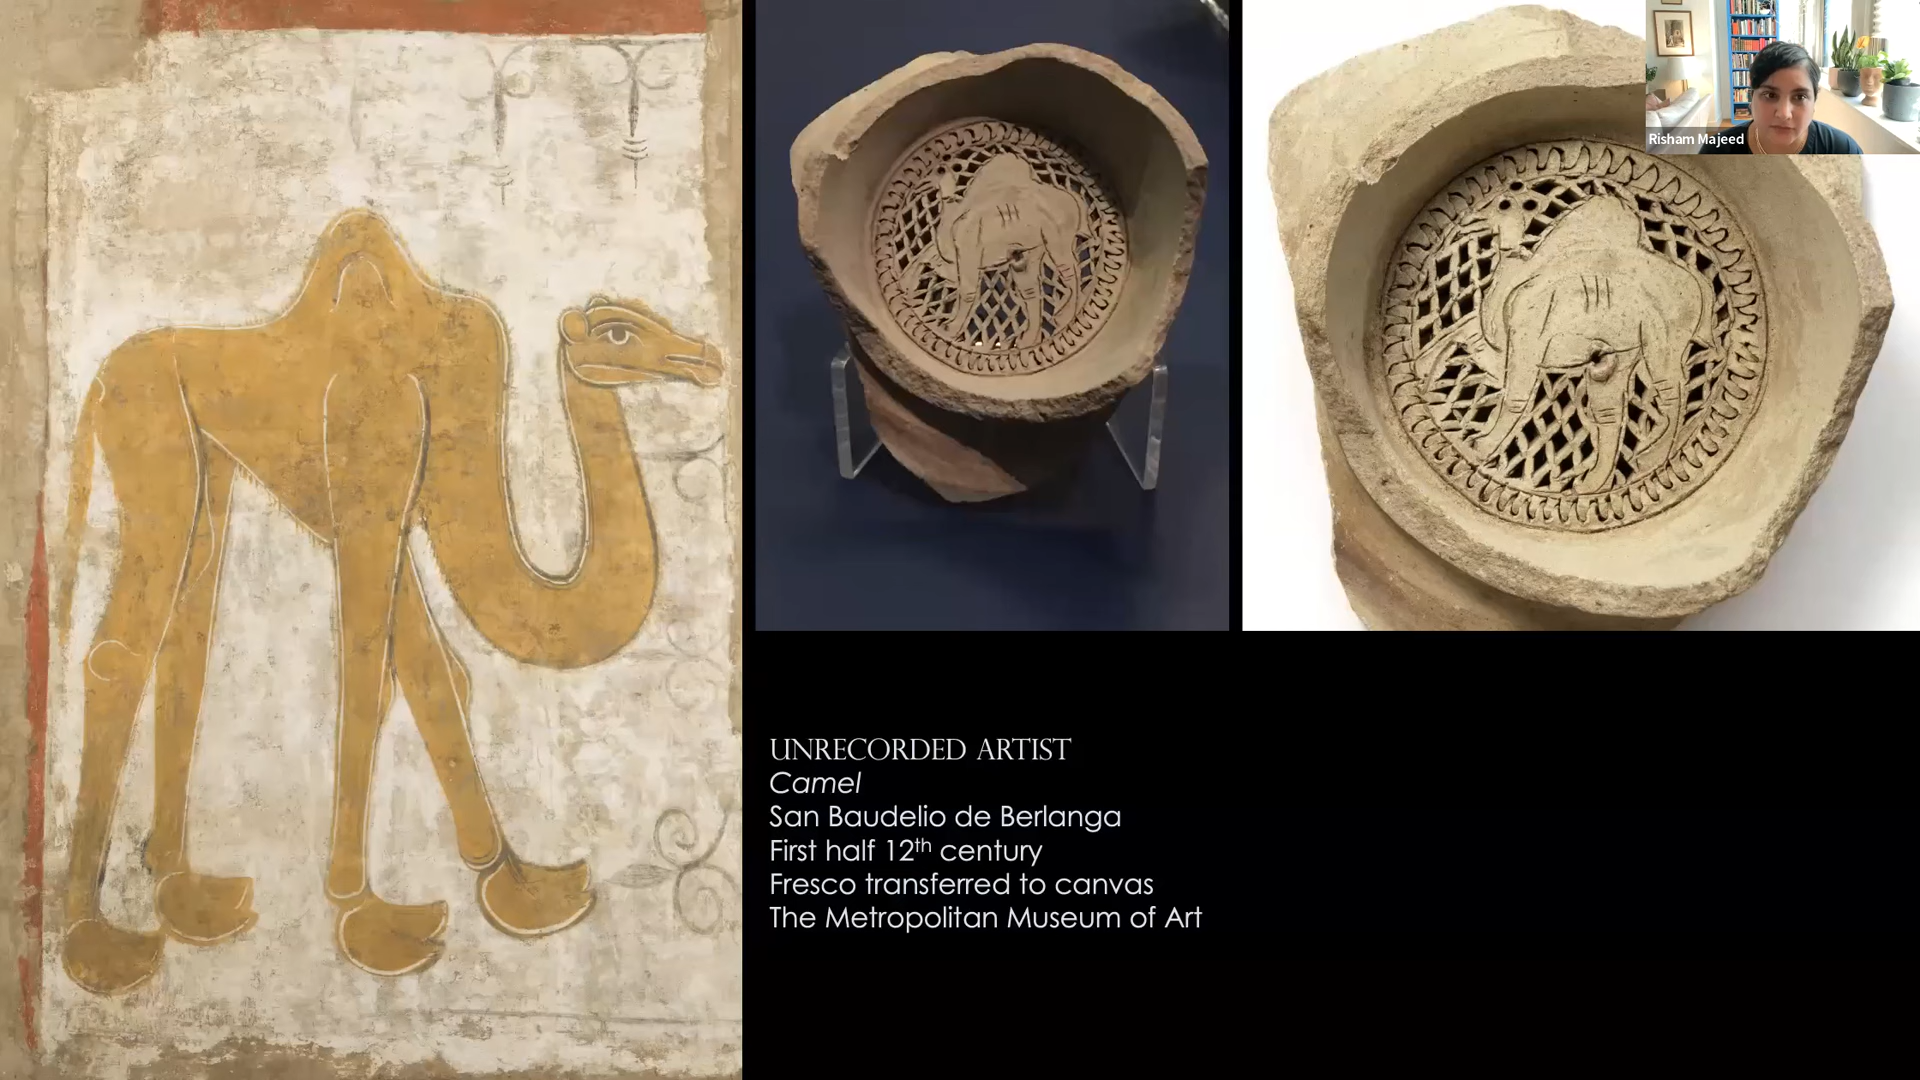 Risham Majeed
UNRECORDED ARTIST
Camel
San Baudelio de Berlanga
First half 12th century
Fresco transferred to canvas
The Metropolitan Museum of Art